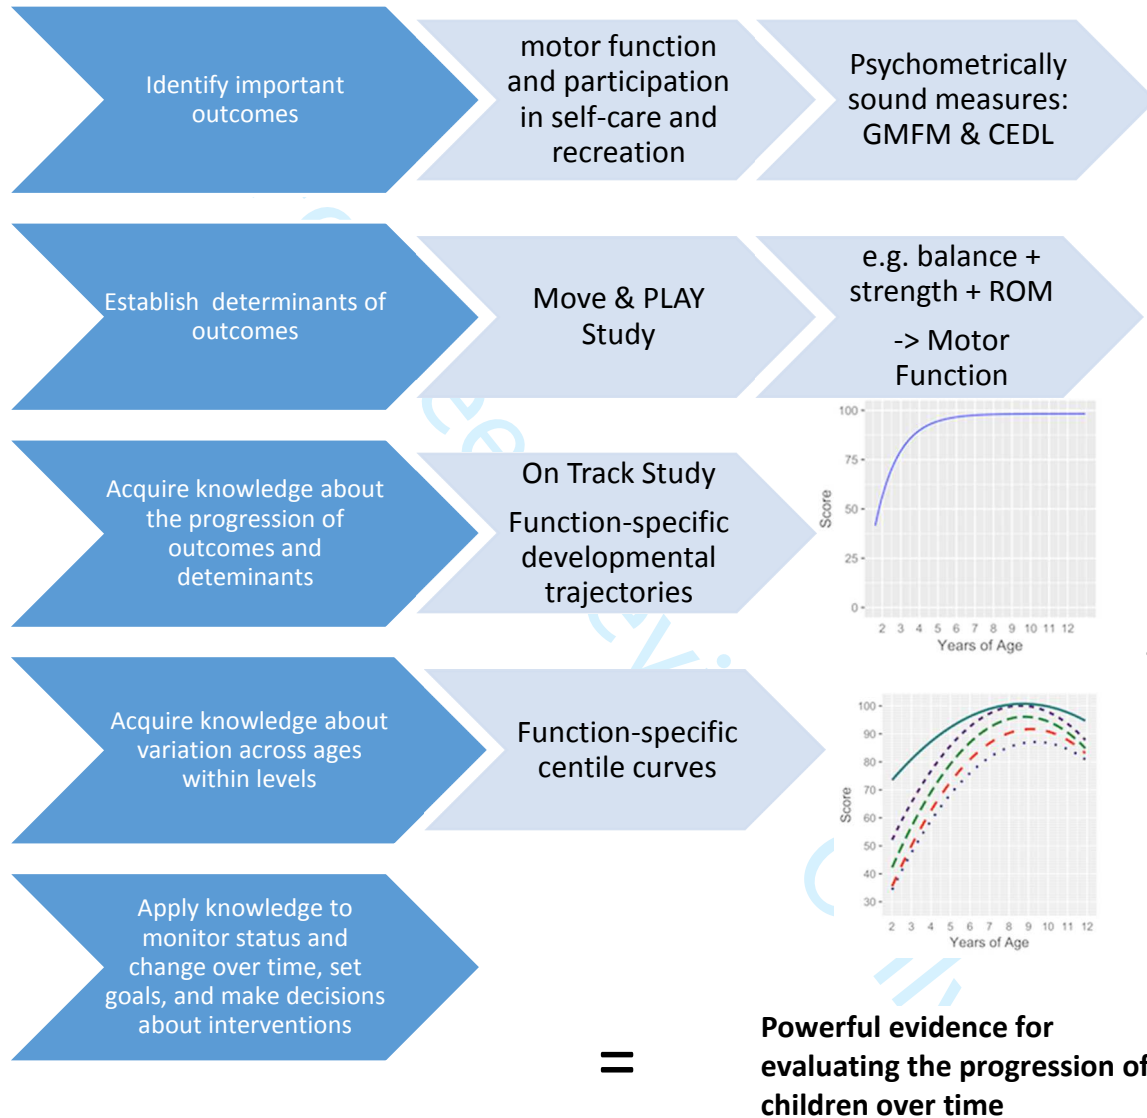 Identify important
outcomes
motor function
and participation
in self-care and
recreation
Psychometrically
sound measures:
GMFM & CEDL
Establish determinants of
outcomes
Move & PLAY
Study
e.g. balance +
strength + ROM
-> Motor
Function
Acquire knowledge about
the progression of
outcomes and
deteminants
On Track Study
Function-specific
developmental
trajectories
100
75
50
25
0
Score
2 3 4 5 6 7 8 9 10 11 12
Years of Age
Acquire knowledge about
variation across ages
within levels
Function-specific
centile curves
100
90
80
70
60
50
40
30
Score
2 3 4 5 6 7 8 9 10 11 12
Years of Age
Apply knowledge to
monitor status and
change over time, set
goals, and make decisions
about interventions
=
Powerful evidence for
evaluating the progression of
children over time